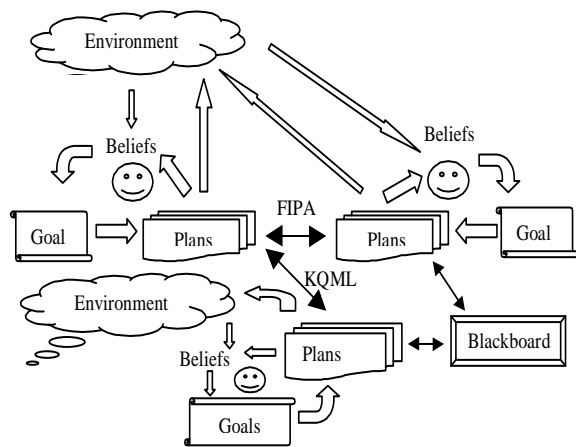 Environment
Beliefs
Beliefs
FIPA
Goal
Plans
Plans
Goal
KQML
Environment
Beliefs
Plans
Blackboard
Goals